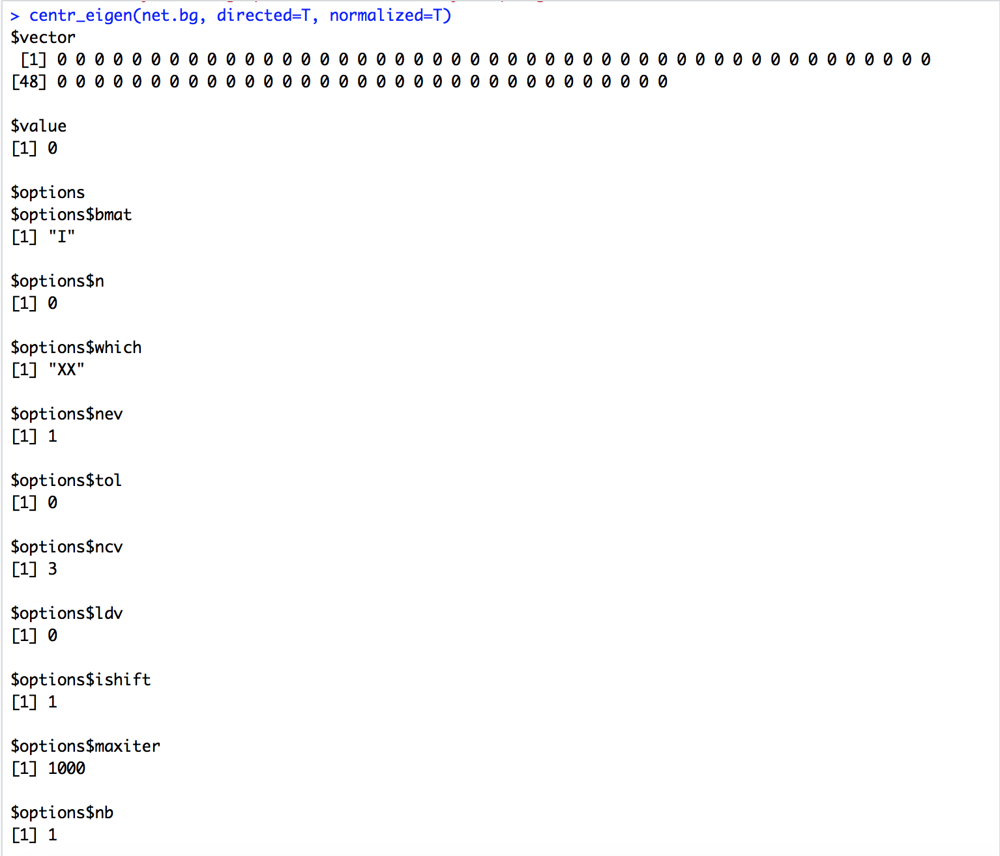 > centr_eigen(net.bg, directed=T, normalized=T)
$vector
[1] 0 0 0 0 0 0 0 0 0 0 0 0 0 0 0 0 0 0 0 0 0 0 0 0 0 0 0 0 0 0 0 0 0 0 0 0 0 0 0 0 0 0 0 0 0 0 0
[48] 0 0 0 0 0 0 0 0 0 0 0 0 0 0 0 0 0 0 0 0 0 0 0 0 0 0 0 0 0 0 0 0 0
$value
[1] 0
$options
$options$bmat
[1] "I"
$options$n
[1] 0
$options$which
[1] "XX"
$options$nev
[1] 1
$options$tol
[1] 0
$options$ncv
[1] 3
$options$ldv
[1] 0
$options$ishift
[1] 1
$options$maxiter
[1] 1000
$options$nb
[1] 1